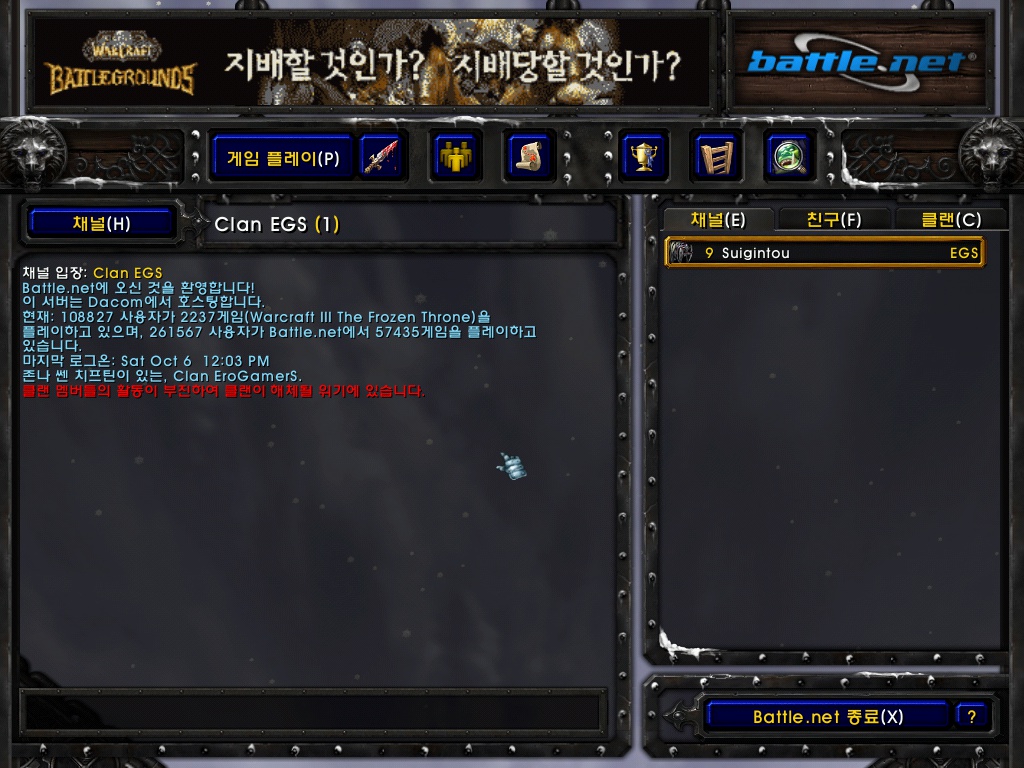 WARCRAFT
BATTLEGROUNDS
지배할 것인가? 지배당할 것인가?
battle.net®
게임 플레이(P)
채널(H)
Clan EGS (1)
채널(E)
친구(F)
클랜(C)
채널 입장: Clan EGS
Battle.net에 오신 것을 환영합니다!
이 서버는 Dacom에서 호스팅합니다.
현재: 108827 사용자가 2237게임(Warcraft III The Frozen Throne)을
플레이하고 있으며, 261567 사용자가 Battle.net에서 57435게임을 플레이하고
있습니다.
마지막 로그온: Sat Oct 6  12:03 PM
존나 쎈 치프틴이 있는, Clan EroGamerS.
클랜 멤버들의 활동이 부진하여 클랜이 해체될 위기에 있습니다.
9 Suigintou EGS
Battle.net 종료(X)
?